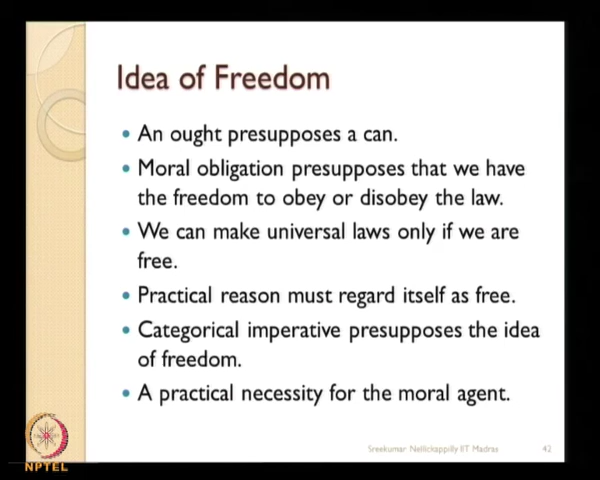 Idea of Freedom
• An ought presupposes a can.
• Moral obligation presupposes that we have
the freedom to obey or disobey the law.
• We can make universal laws only if we are
free.
• Practical reason must regard itself as free.
• Categorical imperative presupposes the idea
of freedom.
• A practical necessity for the moral agent.
Sreekumar Nellickappilly IIT Madras 42
NPTEL